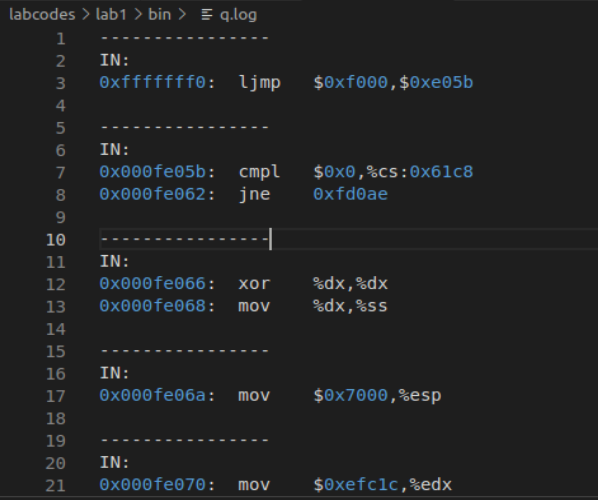 labcodes > lab1 > bin > q.log
1 ----------------
2 IN:
3 0xfffffff0: ljmp $0xf000,$0xe05b
4
5 ----------------
6 IN:
7 0x000fe05b: cmpl $0x0,%cs:0x61c8
8 0x000fe062: jne 0xfd0ae
9
10 ----------------
11 IN:
12 0x000fe066: xor %dx,%dx
13 0x000fe068: mov %dx,%ss
14
15 ----------------
16 IN:
17 0x000fe06a: mov $0x7000,%esp
18
19 ----------------
20 IN:
21 0x000fe070: mov $0xefc1c,%edx